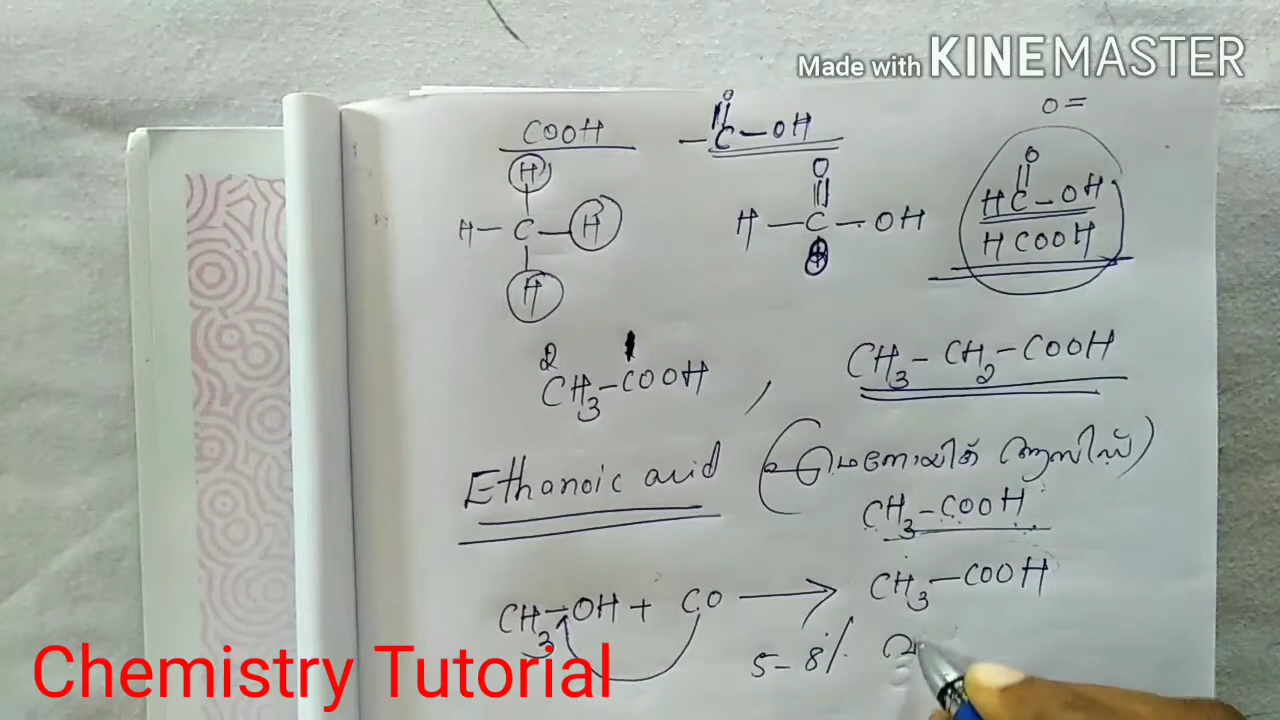 Made with KINEMASTER
COOH
O
||
–C–OH
O=
H
H–C–H
H
O
||
H–C–OH
H
O
||
HC–OH
HCOOH
2 1
CH3–COOH , CH3–CH2–COOH
Ethanoic acid ( ആസിഡ്)
CH3–COOH
CH3–OH + CO ⟶ CH3–COOH
5–8%
Chemistry Tutorial